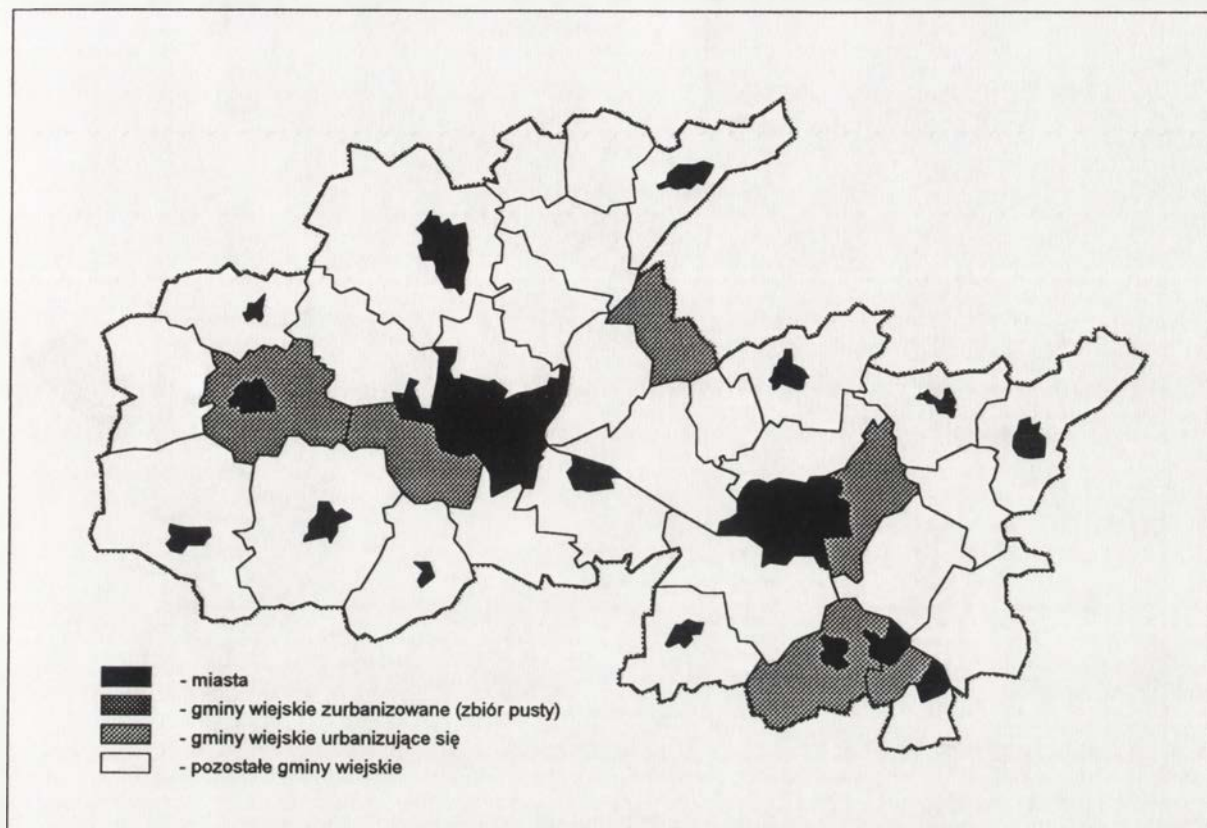 - miasta
- gminy wiejskie zurbanizowane (zbiór pusty)
- gminy wiejskie urbanizujące się
- pozostałe gminy wiejskie